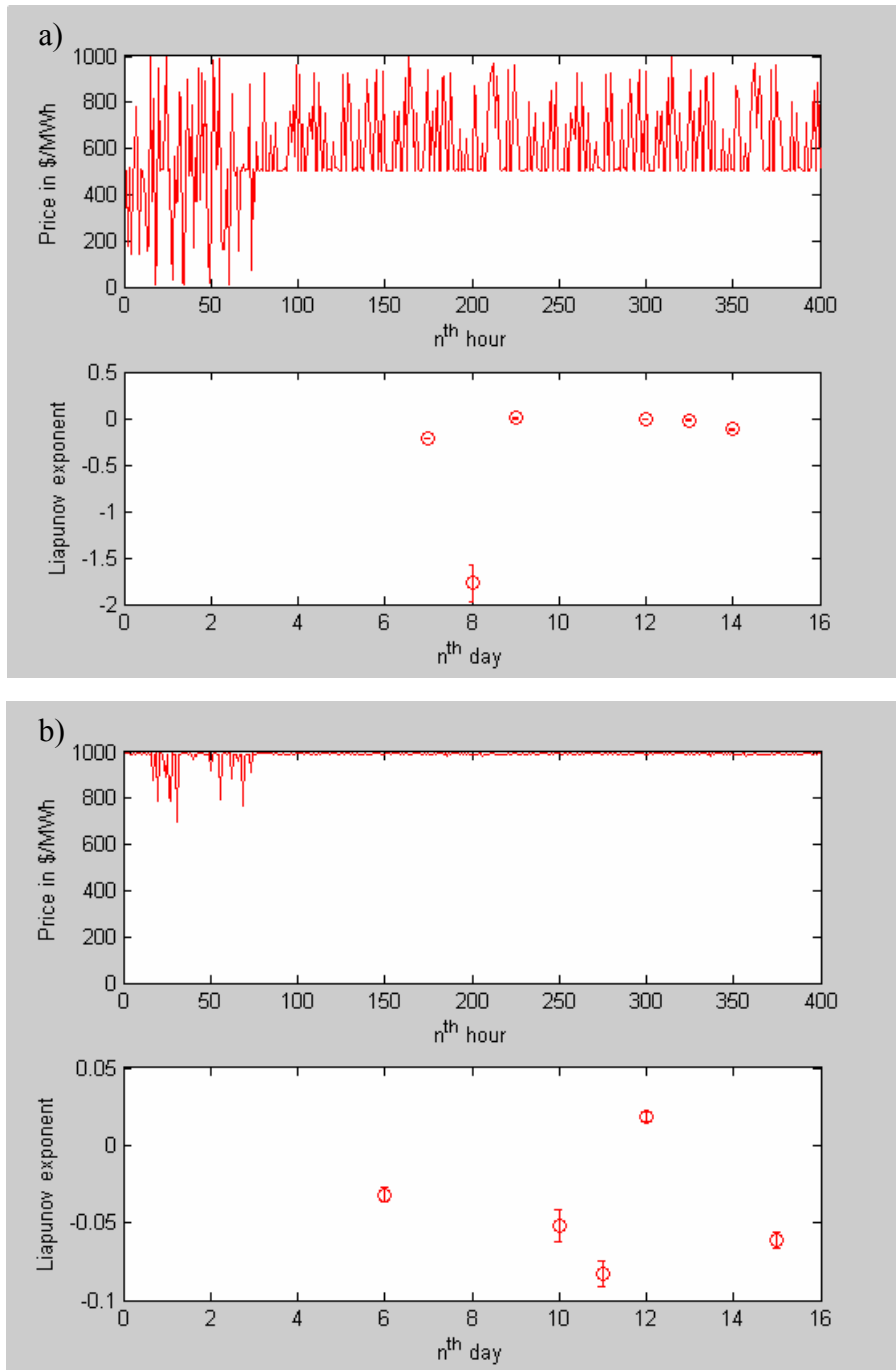 a)
1000
800
600
400
200
0
Price in $/MWh
0 50 100 150 200 250 300 350 400
nth hour
0.5
0
-0.5
-1
-1.5
-2
Liapunov exponent
0 2 4 6 8 10 12 14 16
nth day
b)
1000
800
600
400
200
0
Price in $/MWh
0 50 100 150 200 250 300 350 400
nth hour
0.05
0
-0.05
-0.1
Liapunov exponent
0 2 4 6 8 10 12 14 16
nth day